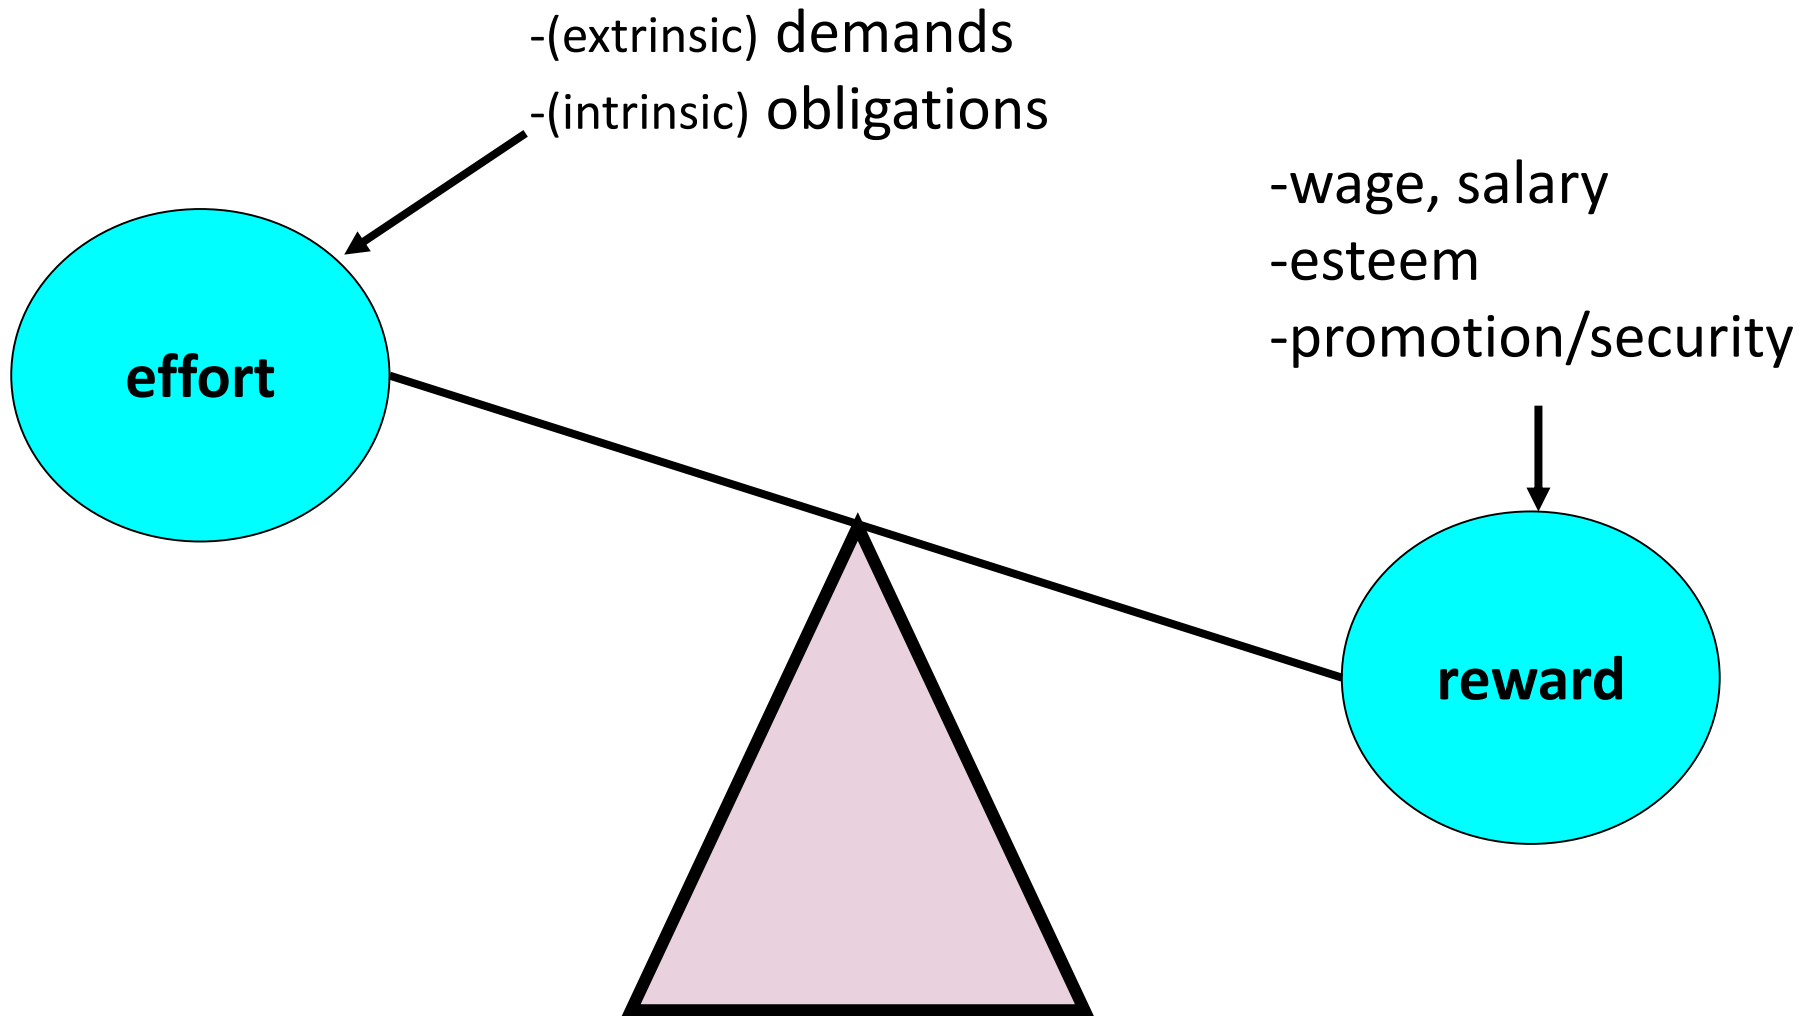 -(extrinsic) demands
-(intrinsic) obligations
-wage, salary
-esteem
-promotion/security
effort
reward